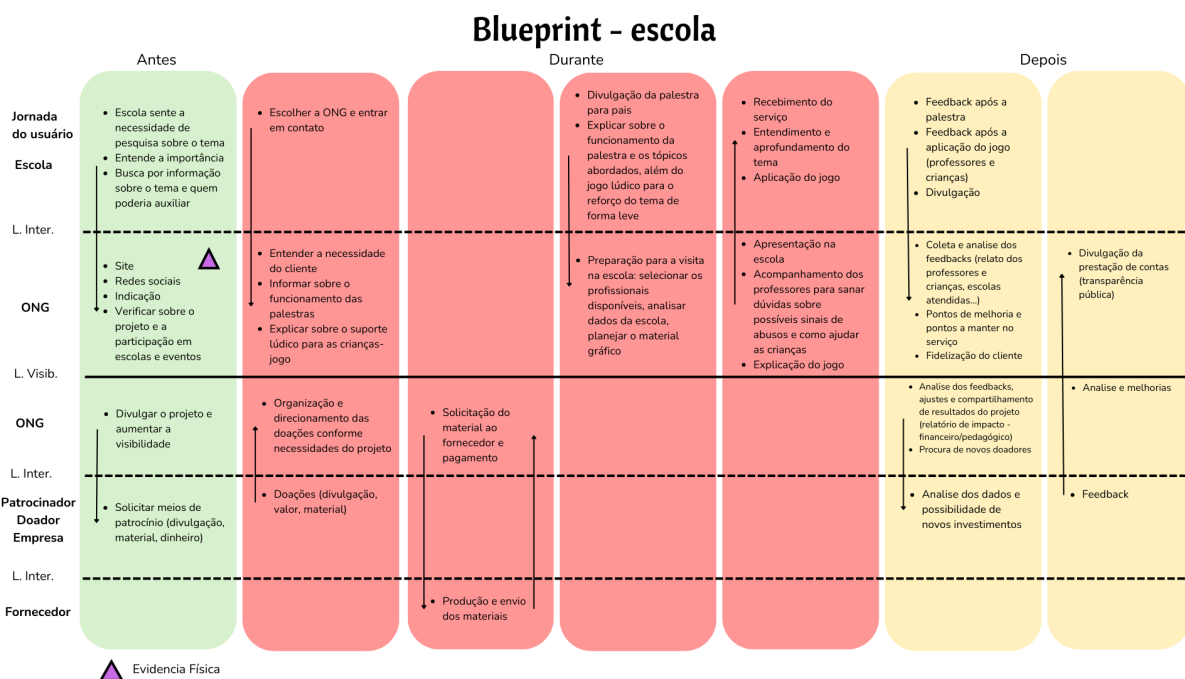 Blueprint - escola
Antes
Durante
Depois
Jornada
do usuário
Escola
• Escola sente a
necessidade de
pesquisa sobre o tema
• Entende a importância
• Busca por informação
sobre o tema e quem
poderia auxiliar
• Escolher a ONG e entrar
em contato
• Divulgação da palestra
para pais
• Explicar sobre o
funcionamento da
palestra e os tópicos
abordados, além do
jogo lúdico para o
reforço do tema de
forma leve
• Recebimento do
serviço
• Entendimento e
aprofundamento do
tema
• Aplicação do jogo
• Feedback após a
palestra
• Feedback após a
aplicação do jogo
(professores e
crianças)
• Divulgação
L. Inter.
ONG
• Site
• Redes sociais
• Indicação
• Verificar sobre o
projeto e a
participação em
escolas e eventos
• Entender a necessidade
do cliente
• Informar sobre o
funcionamento das
palestras
• Explicar sobre o suporte
lúdico para as crianças-
jogo
• Preparação para a visita
na escola: selecionar os
profissionais
disponíveis, analisar
dados da escola,
planejar o material
gráfico
• Apresentação na
escola
• Acompanhamento dos
professores para sanar
dúvidas sobre
possíveis sinais de
abusos e como ajudar
as crianças
• Explicação do jogo
• Coleta e analise dos
feedbacks (relato dos
professores e
crianças, escolas
atendidas...)
• Pontos de melhoria e
pontos a manter no
serviço
• Fidelização do cliente
• Divulgação da
prestação de contas
(transparência
pública)
L. Visib.
ONG
• Divulgar o projeto e
aumentar a
visibilidade
• Organização e
direcionamento das
doações conforme
necessidades do projeto
• Solicitação do
material ao
fornecedor e
pagamento
• Analise dos feedbacks,
ajustes e compartilhamento
de resultados do projeto
(relatório de impacto -
financeiro/pedagógico)
• Procura de novos doadores
• Analise e melhorias
L. Inter.
Patrocinador
Doador
Empresa
• Solicitar meios de
patrocínio (divulgação,
material, dinheiro)
• Doações (divulgação,
valor, material)
• Analise dos dados e
possibilidade de
novos investimentos
• Feedback
L. Inter.
Fornecedor
• Produção e envio
dos materiais
Evidencia Física